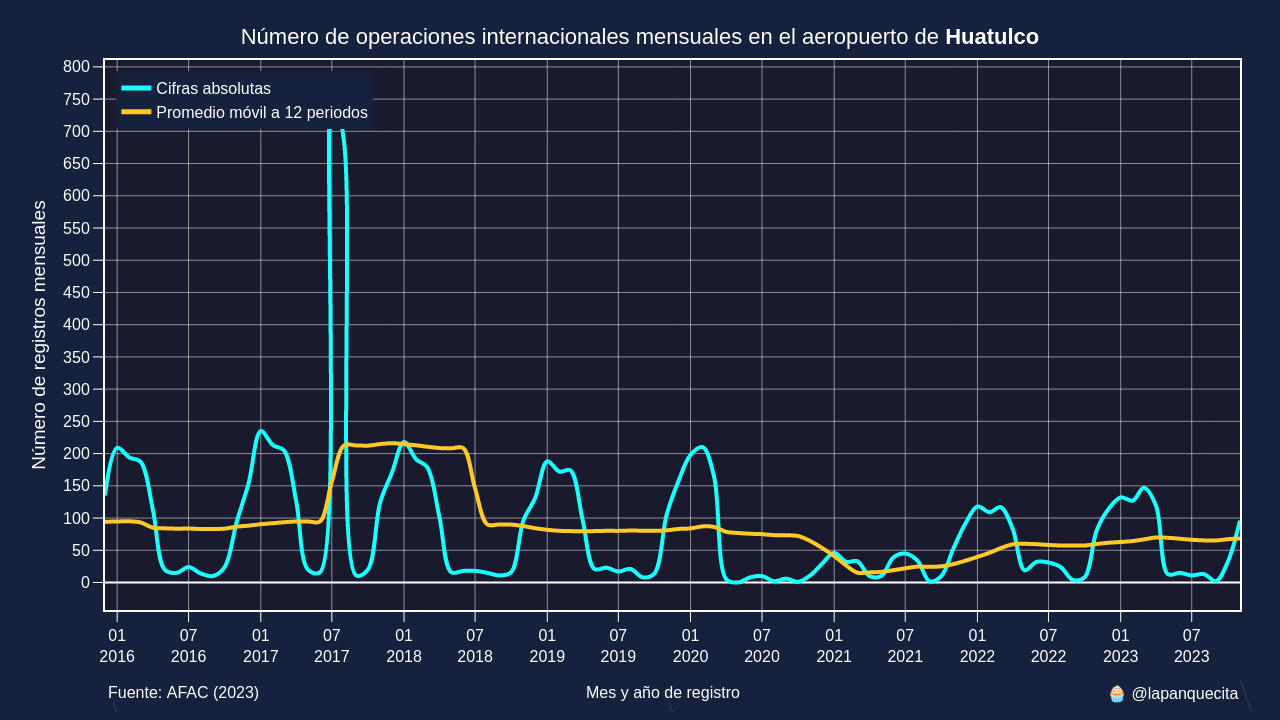 Número de operaciones internacionales mensuales en el aeropuerto de Huatulco
Cifras absolutas
Promedio móvil a 12 periodos
Número de registros mensuales
800
750
700
650
600
550
500
450
400
350
300
250
200
150
100
50
0
01 07 01 07 01 07 01 07 01 07 01 07 01 07 01 07
2016 2016 2017 2017 2018 2018 2019 2019 2020 2020 2021 2021 2022 2022 2023 2023
Fuente: AFAC (2023)
Mes y año de registro
🧁 @lapanquecita